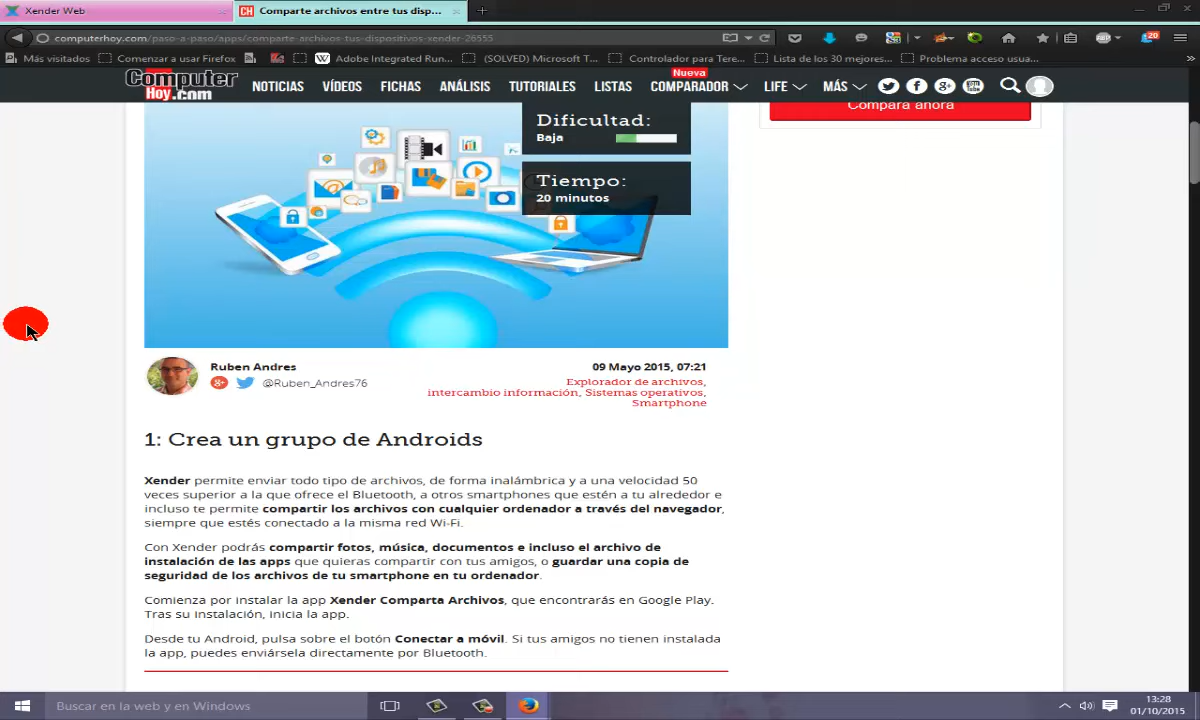 Xender Web
CH Comparte archivos entre tus disp...
computerhoy.com/paso-a-paso/apps/comparte-archivos-tus-dispositivos-xender-26555
20
Más visitados Comenzar a usar Firefox W Adobe Integrated Run... (SOLVED) Microsoft T... Controlador para Tere... Lista de los 30 mejores... Problema acceso usua... »
Computer Hoy.com
NOTICIAS VÍDEOS FICHAS ANÁLISIS TUTORIALES LISTAS Nueva COMPARADOR LIFE MÁS
Compara ahora
Dificultad:
Baja
Tiempo:
20 minutos
Ruben Andres
@Ruben_Andres76
09 Mayo 2015, 07:21
Explorador de archivos,
intercambio información, Sistemas operativos,
Smartphone
1: Crea un grupo de Androids
Xender permite enviar todo tipo de archivos, de forma inalámbrica y a una velocidad 50
veces superior a la que ofrece el Bluetooth, a otros smartphones que estén a tu alrededor e
incluso te permite compartir los archivos con cualquier ordenador a través del navegador,
siempre que estés conectado a la misma red Wi-Fi.
Con Xender podrás compartir fotos, música, documentos e incluso el archivo de
instalación de las apps que quieras compartir con tus amigos, o guardar una copia de
seguridad de los archivos de tu smartphone en tu ordenador.
Comienza por instalar la app Xender Comparta Archivos, que encontrarás en Google Play.
Tras su instalación, inicia la app.
Desde tu Android, pulsa sobre el botón Conectar a móvil. Si tus amigos no tienen instalada
la app, puedes enviársela directamente por Bluetooth.
Buscar en la web y en Windows
13:28
01/10/2015